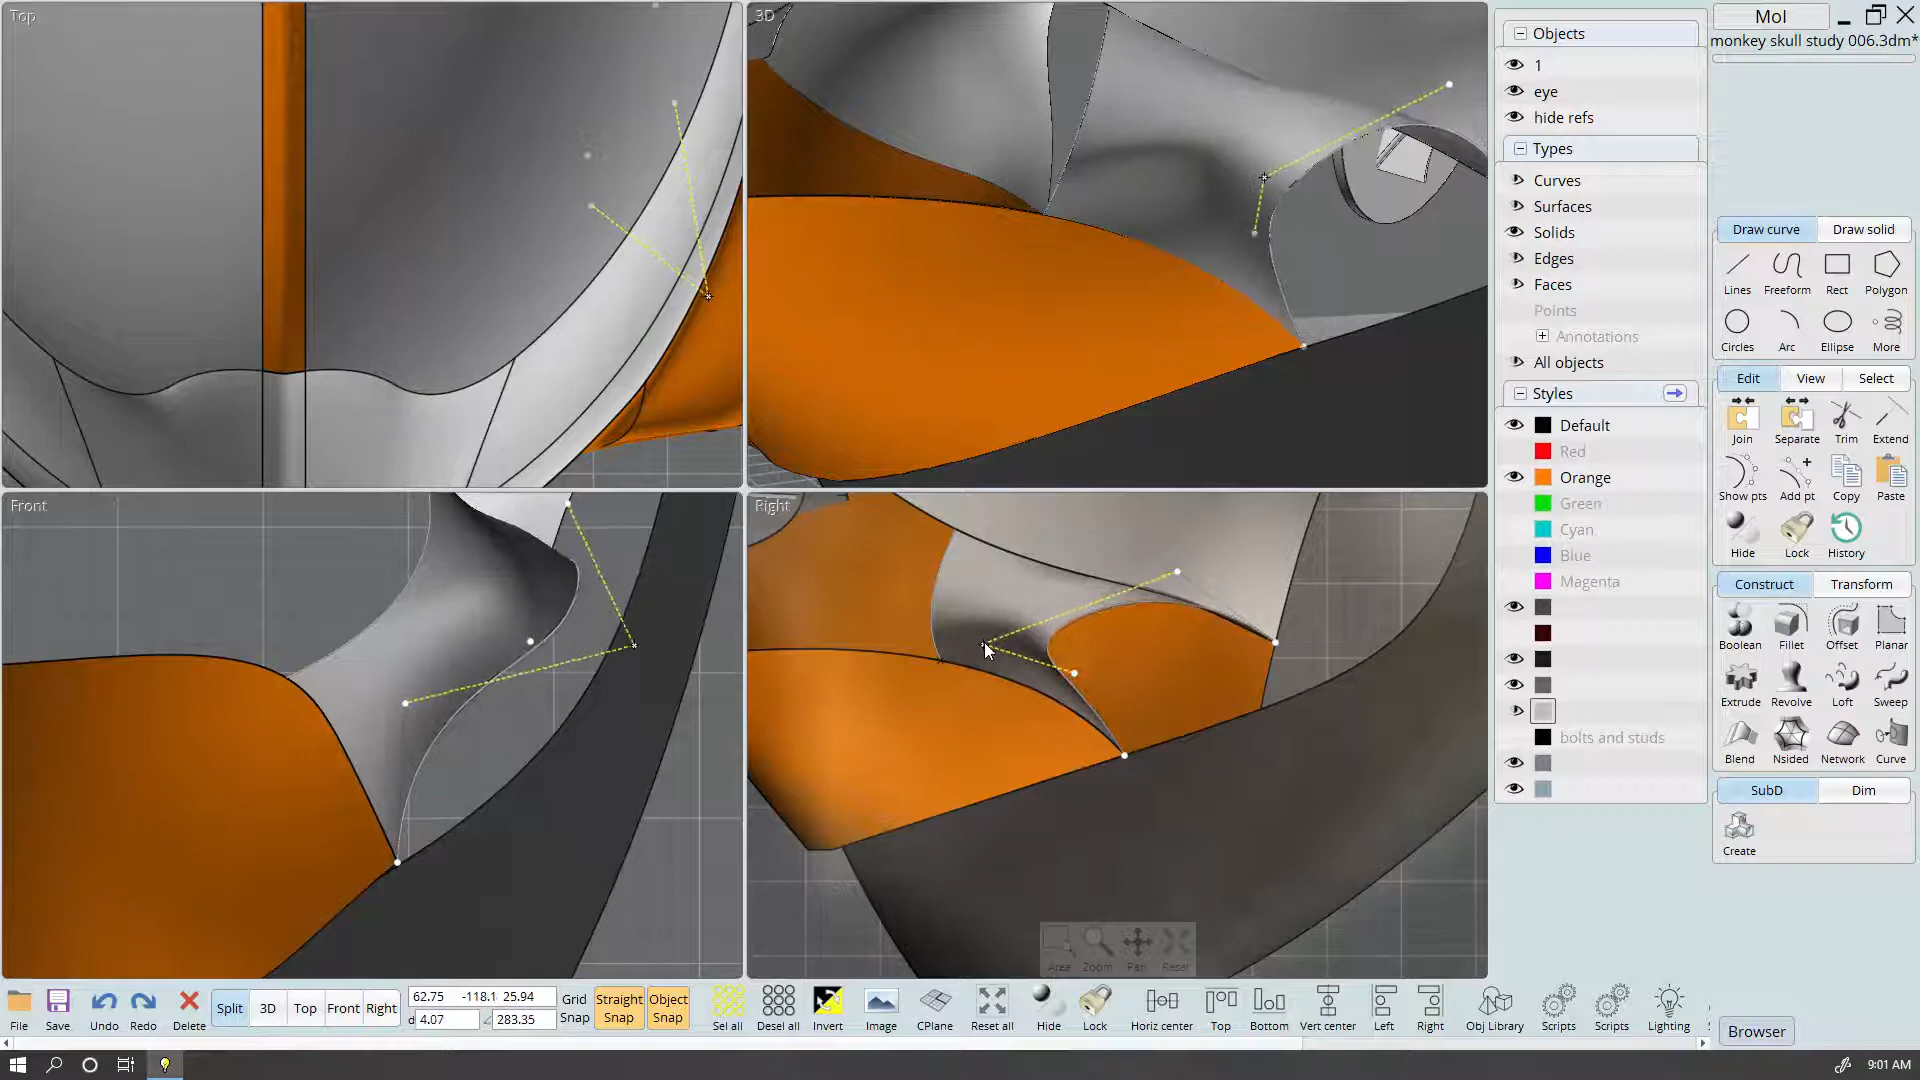 Top
3D
Front
Right
Area Zoom Pan Reset
Objects
1
eye
hide refs
Types
Curves
Surfaces
Solids
Edges
Faces
Points
Annotations
All objects
Styles
Default
Red
Orange
Green
Cyan
Blue
Magenta
bolts and studs
MoI
monkey skull study 006.3dm*
Draw curve Draw solid
Lines Freeform Rect Polygon
Circles Arc Ellipse More
Edit View Select
Join Separate Trim Extend
Show pts Add pt Copy Paste
Hide Lock History
Construct Transform
Boolean Fillet Offset Planar
Extrude Revolve Loft Sweep
Blend Nsided Network Curve
SubD Dim
Create
Browser
File Save Undo Redo Delete
Split 3D Top Front Right
62.75 -118.1 25.94
d 4.07 283.35
Grid Snap
Straight Snap
Object Snap
Sel all Desel all Invert Image CPlane Reset all Hide Lock Horiz center Top Bottom Vert center Left Right Obj Library Scripts Scripts Lighting
9:01 AM